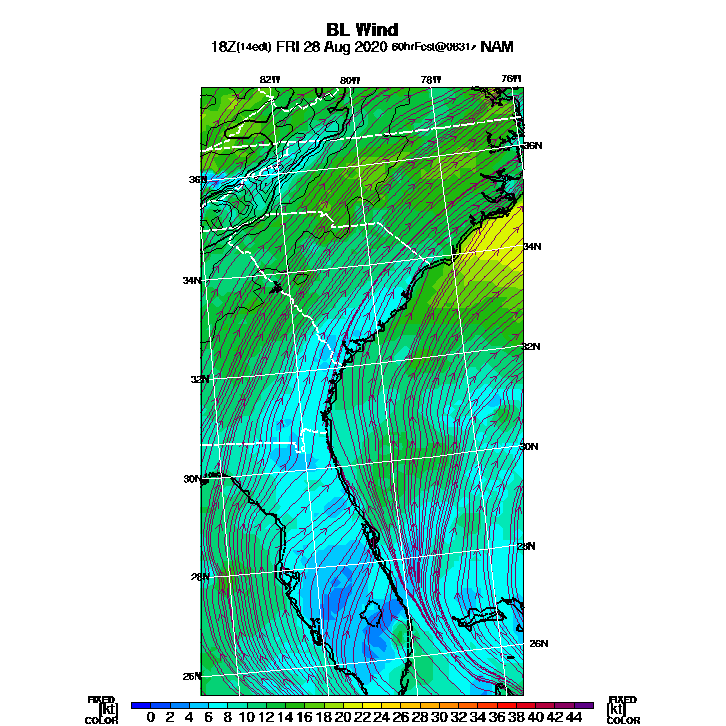 BL Wind
18Z(14edt) FRI 28 Aug 2020 60hrFcst@0631z NAM
82W 80W 78W 76W
36N
36N
34N
34N
32N
32N
30N
30N
28N
28N
26N
26N
FIXED
[kt]
COLOR
0 2 4 6 8 10 12 14 16 18 20 22 24 26 28 30 32 34 36 38 40 42 44
FIXED
[kt]
COLOR